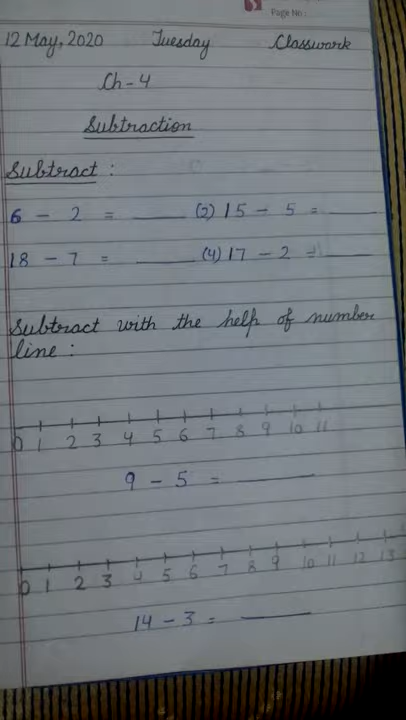 Page No :
12 May, 2020 Tuesday Classwork
Ch - 4
Subtraction
Subtract :
6 - 2 = ____ (2) 15 - 5 = ____
18 - 7 = ____ (4) 17 - 2 = ____
Subtract with the help of number
line :
0 1 2 3 4 5 6 7 8 9 10 11
9 - 5 = ____
0 1 2 3 4 5 6 7 8 9 10 11 12 13
14 - 3 = ____